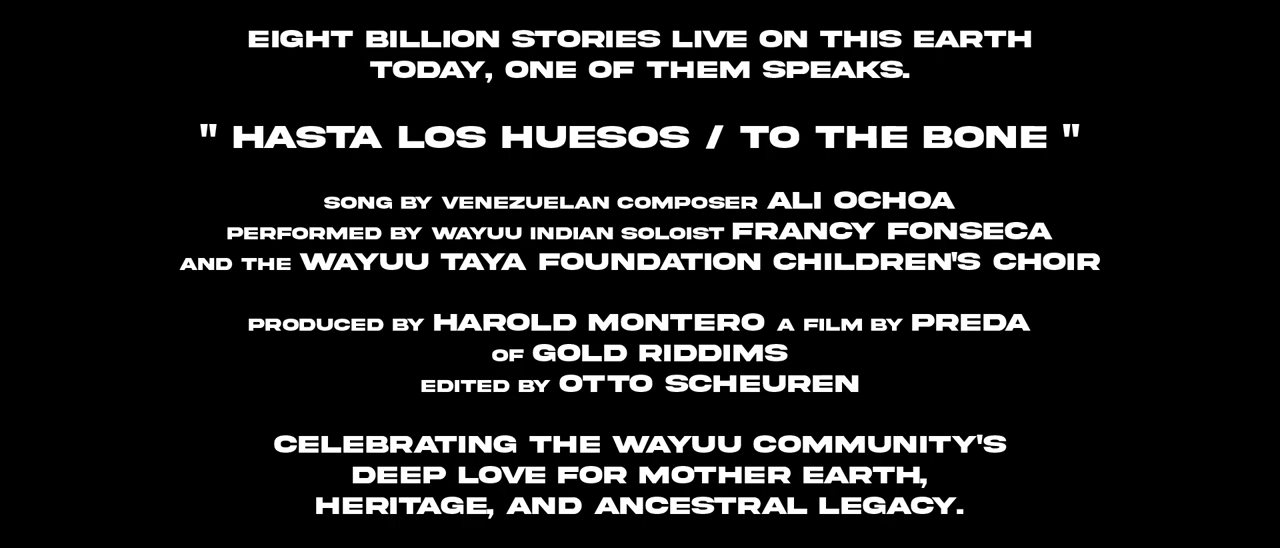 EIGHT BILLION STORIES LIVE ON THIS EARTH
TODAY, ONE OF THEM SPEAKS.
" HASTA LOS HUESOS / TO THE BONE "
SONG BY VENEZUELAN COMPOSER ALI OCHOA
PERFORMED BY WAYUU INDIAN SOLOIST FRANCY FONSECA
AND THE WAYUU TAYA FOUNDATION CHILDREN'S CHOIR
PRODUCED BY HAROLD MONTERO A FILM BY PREDA
OF GOLD RIDDIMS
EDITED BY OTTO SCHEUREN
CELEBRATING THE WAYUU COMMUNITY'S
DEEP LOVE FOR MOTHER EARTH,
HERITAGE, AND ANCESTRAL LEGACY.